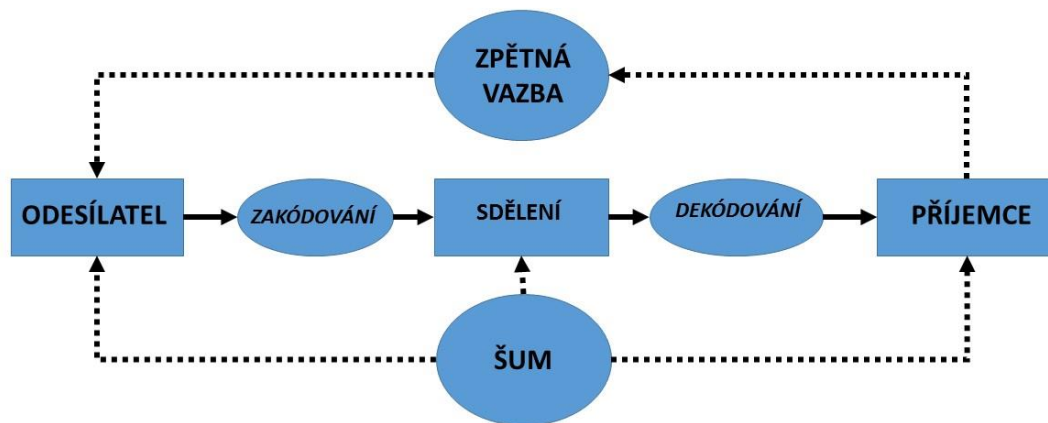 ZPĚTNÁ
VAZBA
ODESÍLATEL
ZAKÓDOVÁNÍ
SDĚLENÍ
DEKÓDOVÁNÍ
PŘÍJEMCE
ŠUM